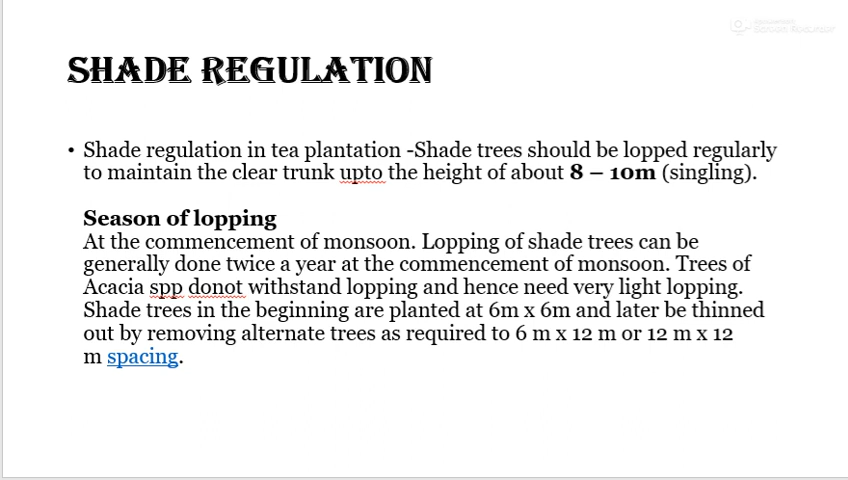 SHADE REGULATION
• Shade regulation in tea plantation -Shade trees should be lopped regularly
to maintain the clear trunk upto the height of about 8 – 10m (singling).
Season of lopping
At the commencement of monsoon. Lopping of shade trees can be
generally done twice a year at the commencement of monsoon. Trees of
Acacia spp donot withstand lopping and hence need very light lopping.
Shade trees in the beginning are planted at 6m x 6m and later be thinned
out by removing alternate trees as required to 6 m x 12 m or 12 m x 12
m spacing.
Screen Recorder